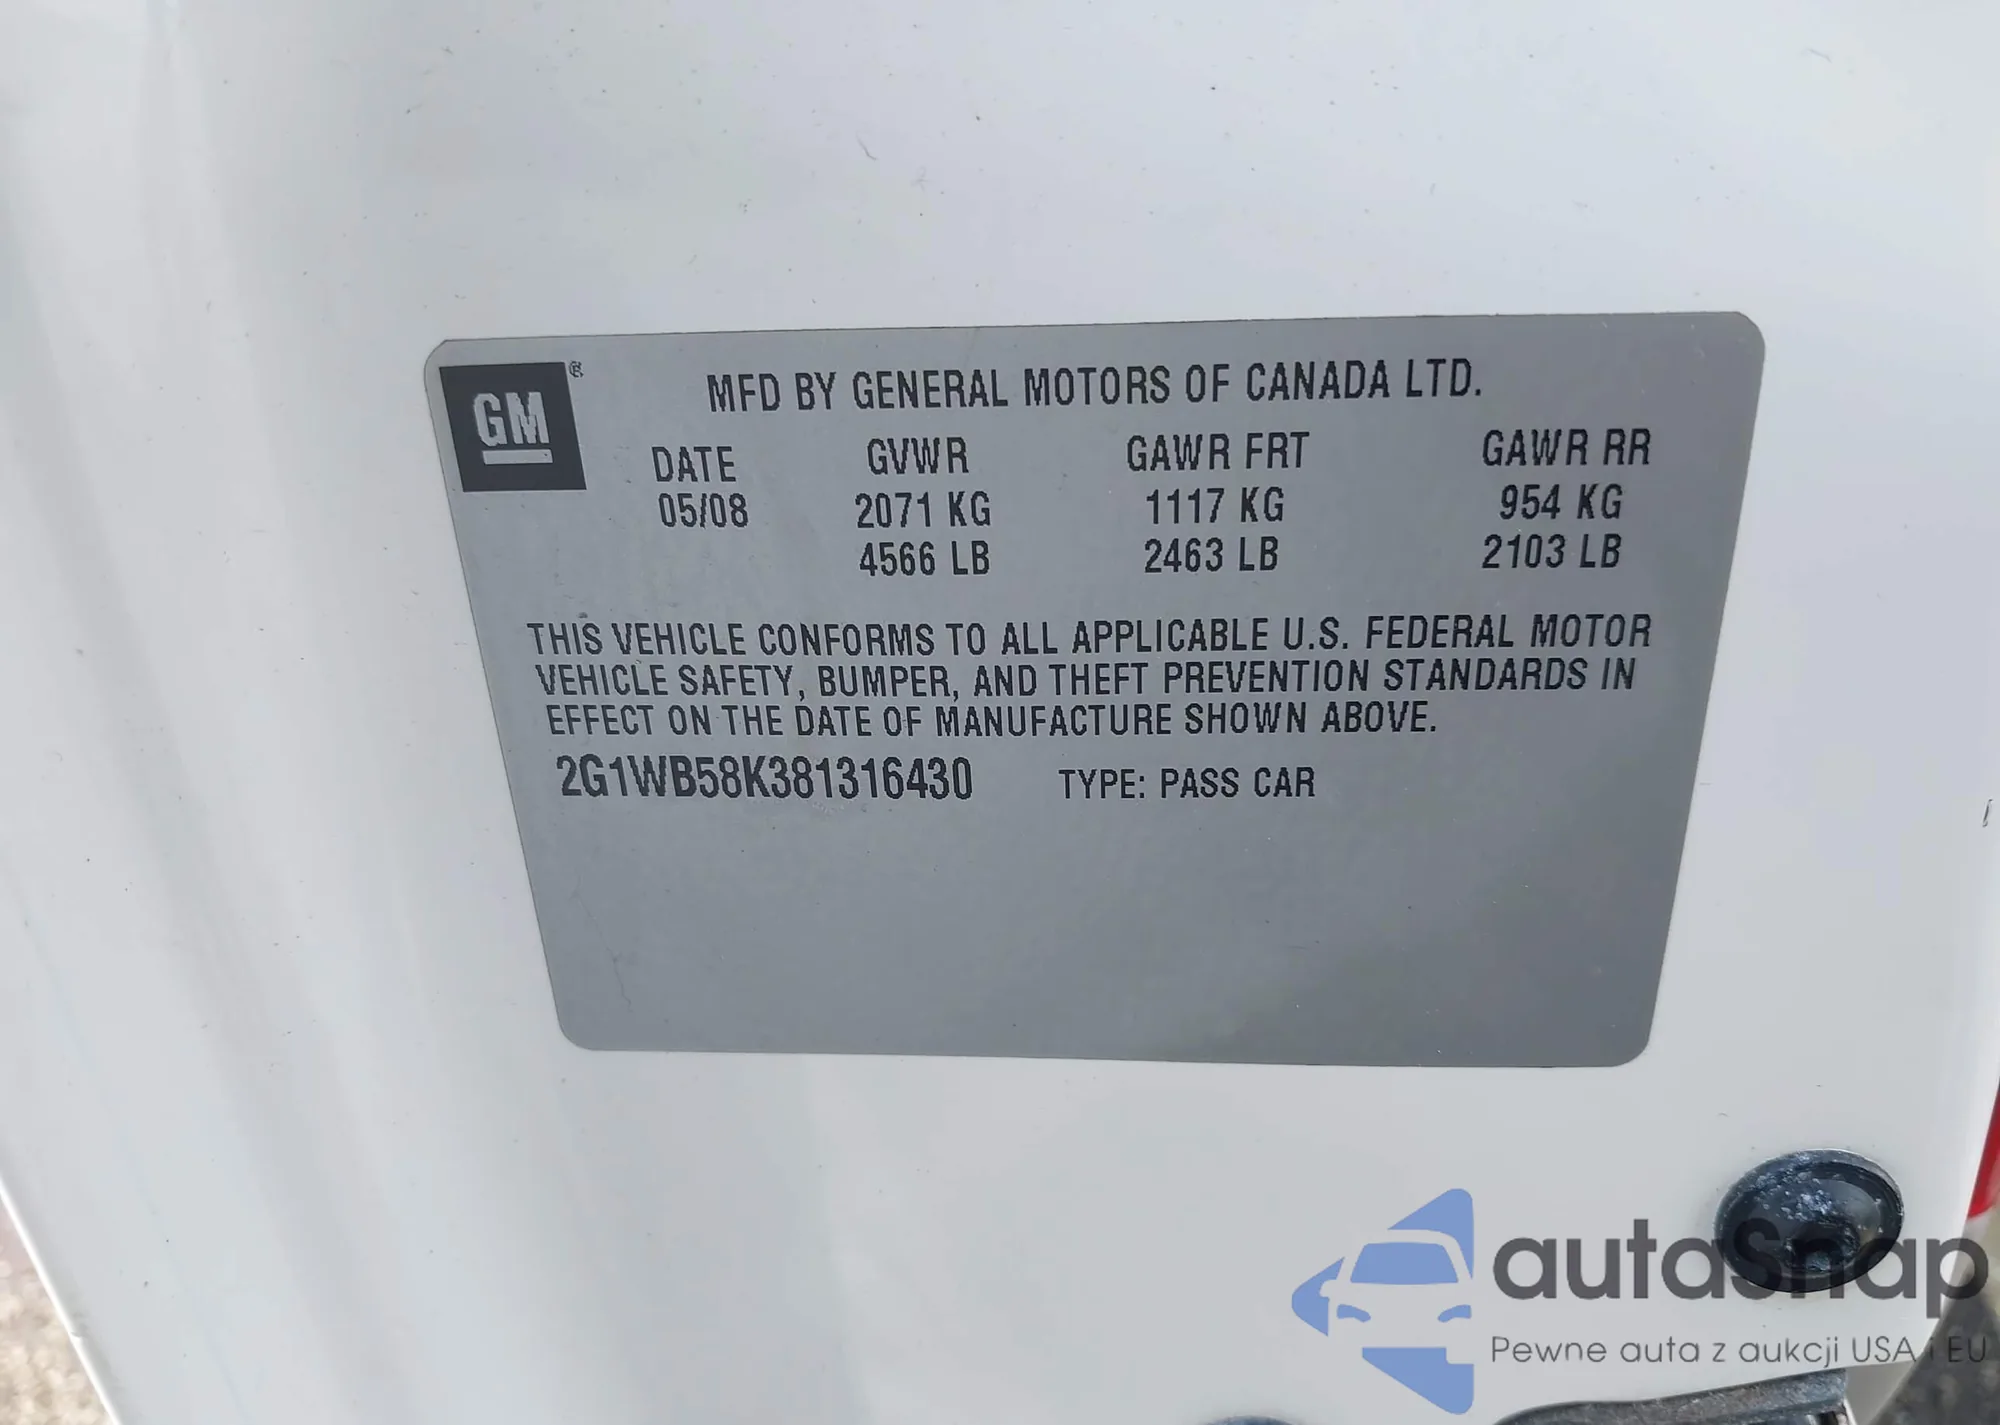 GM®
MFD BY GENERAL MOTORS OF CANADA LTD.
DATE GVWR GAWR FRT GAWR RR
05/08 2071 KG 1117 KG 954 KG
4566 LB 2463 LB 2103 LB
THIS VEHICLE CONFORMS TO ALL APPLICABLE U.S. FEDERAL MOTOR
VEHICLE SAFETY, BUMPER, AND THEFT PREVENTION STANDARDS IN
EFFECT ON THE DATE OF MANUFACTURE SHOWN ABOVE.
2G1WB58K381316430 TYPE: PASS CAR
autoSnap
Pewne auta z aukcji USA i EU